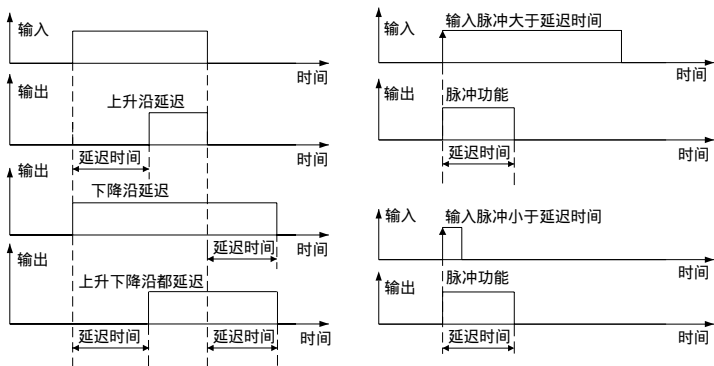 输入
时间
输出
上升沿延迟
延迟时间
时间
输出
下降沿延迟
延迟时间
时间
输出
上升下降沿都延迟
延迟时间
延迟时间
时间
输入
输入脉冲大于延迟时间
时间
输出
脉冲功能
延迟时间
时间
输入
输入脉冲小于延迟时间
时间
输出
脉冲功能
延迟时间
时间